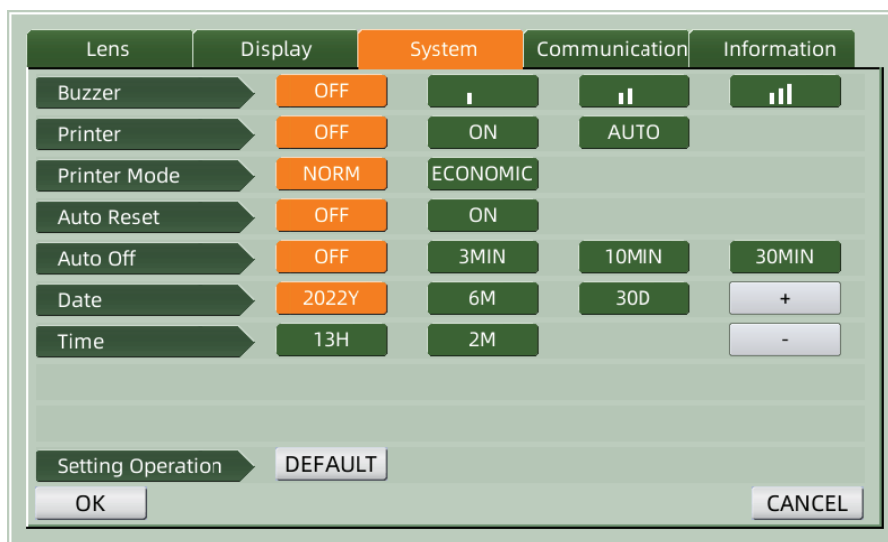 Lens Display System Communication Information
Buzzer OFF
Printer OFF ON AUTO
Printer Mode NORM ECONOMIC
Auto Reset OFF ON
Auto Off OFF 3MIN 10MIN 30MIN
Date 2022Y 6M 30D +
Time 13H 2M -
Setting Operation DEFAULT
OK CANCEL